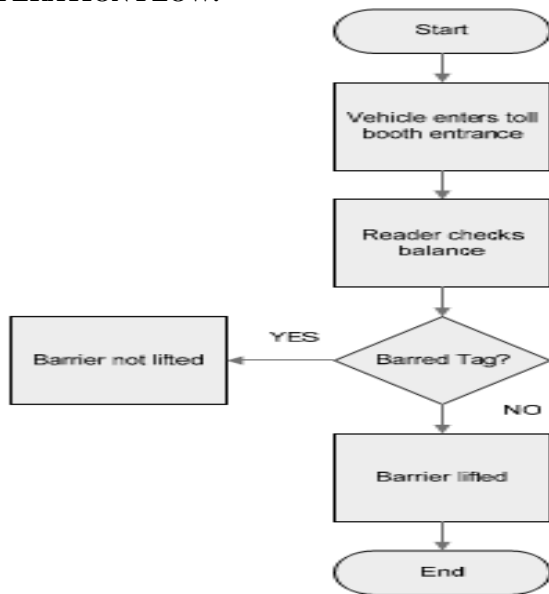 Start
Vehicle enters toll
booth entrance
Reader checks
balance
YES
Barrier not lifted
Barred Tag?
NO
Barrier lifted
End